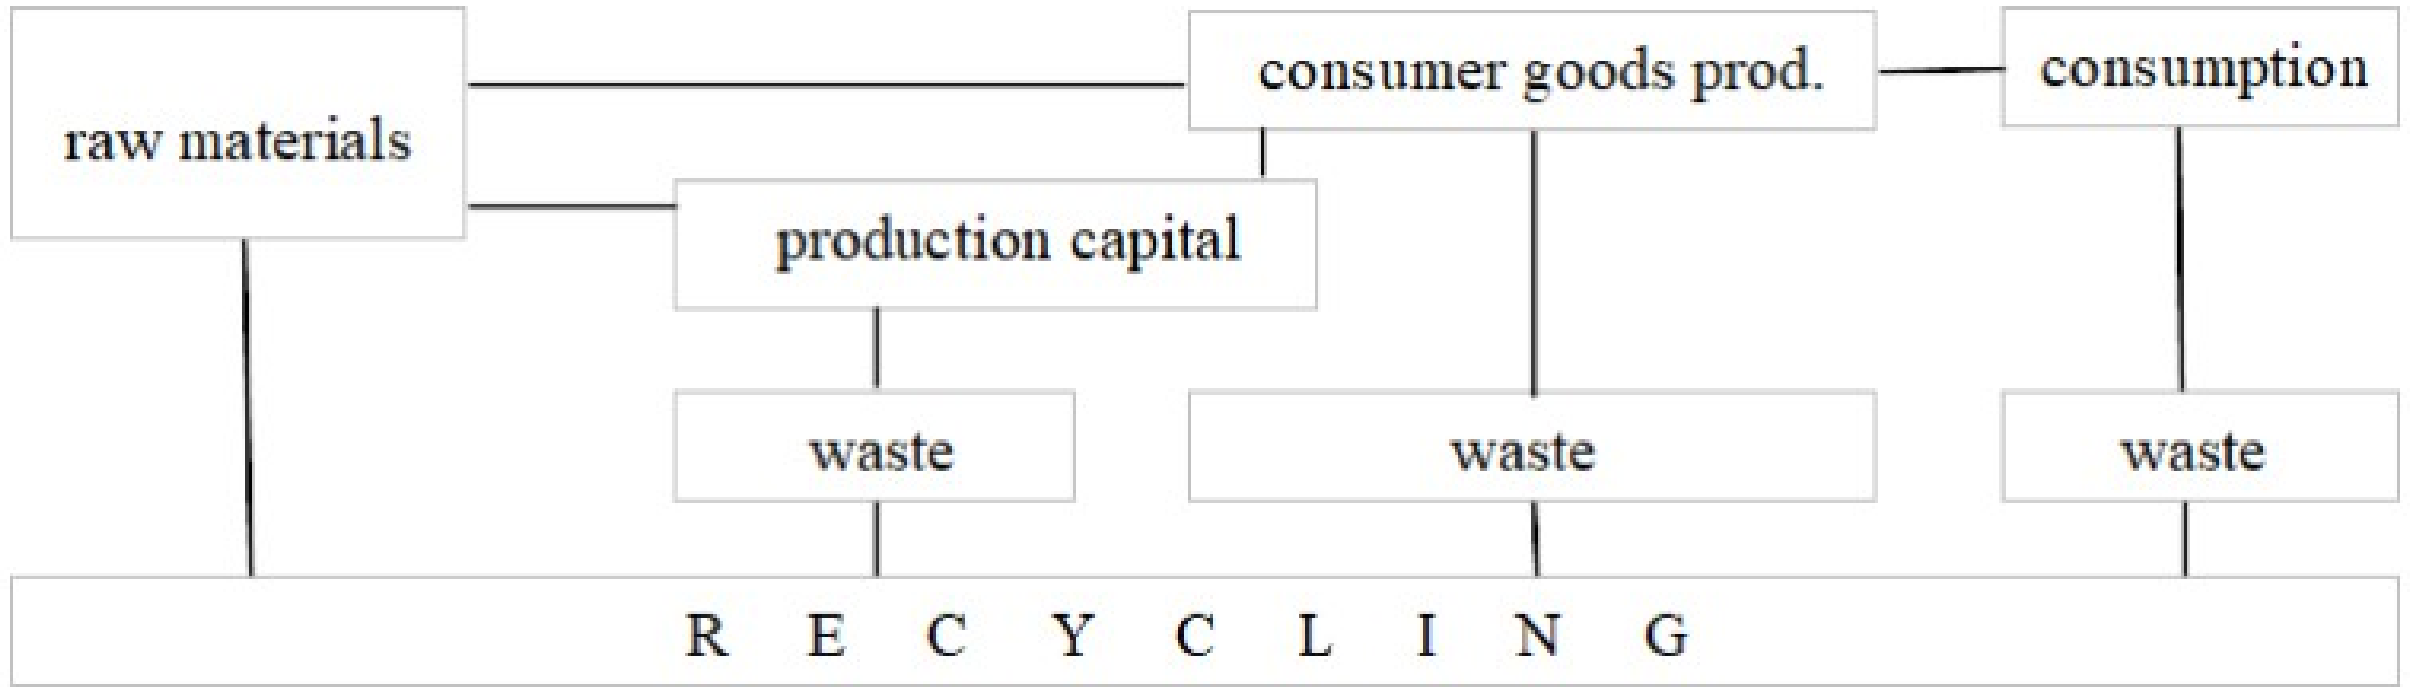 raw materials
consumer goods prod.
consumption
production capital
waste
waste
waste
R E C Y C L I N G